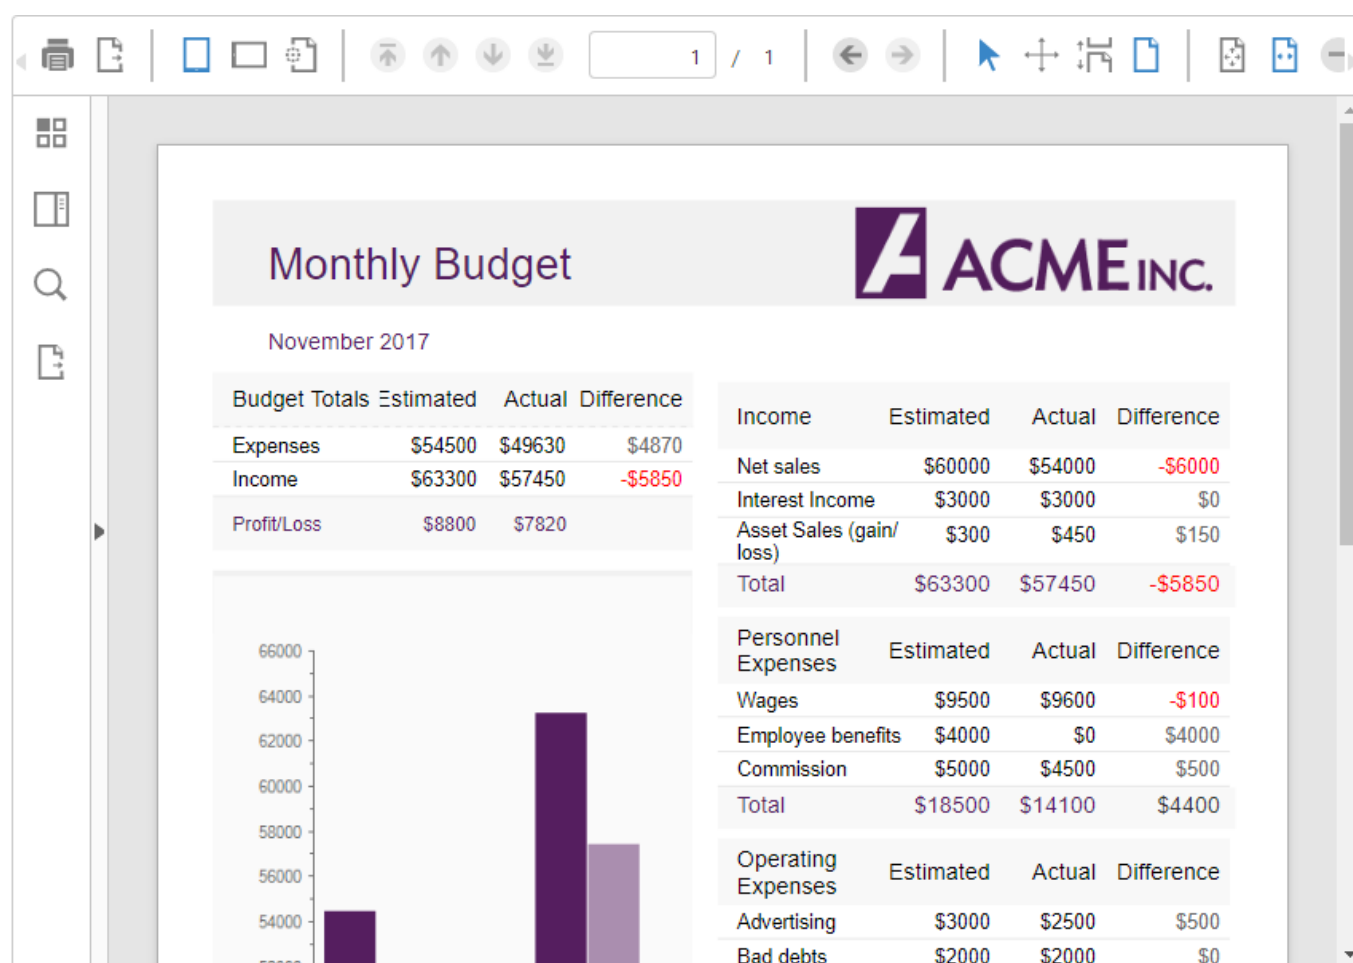 1 / 1
Monthly Budget
ACME INC.
November 2017
Budget Totals Estimated Actual Difference
Expenses $54500 $49630 $4870
Income $63300 $57450 -$5850
Profit/Loss $8800 $7820
66000
64000
62000
60000
58000
56000
54000
Income Estimated Actual Difference
Net sales $60000 $54000 -$6000
Interest Income $3000 $3000 $0
Asset Sales (gain/
loss) $300 $450 $150
Total $63300 $57450 -$5850
Personnel
Expenses Estimated Actual Difference
Wages $9500 $9600 -$100
Employee benefits $4000 $0 $4000
Commission $5000 $4500 $500
Total $18500 $14100 $4400
Operating
Expenses Estimated Actual Difference
Advertising $3000 $2500 $500
Bad debts $2000 $2000 $0